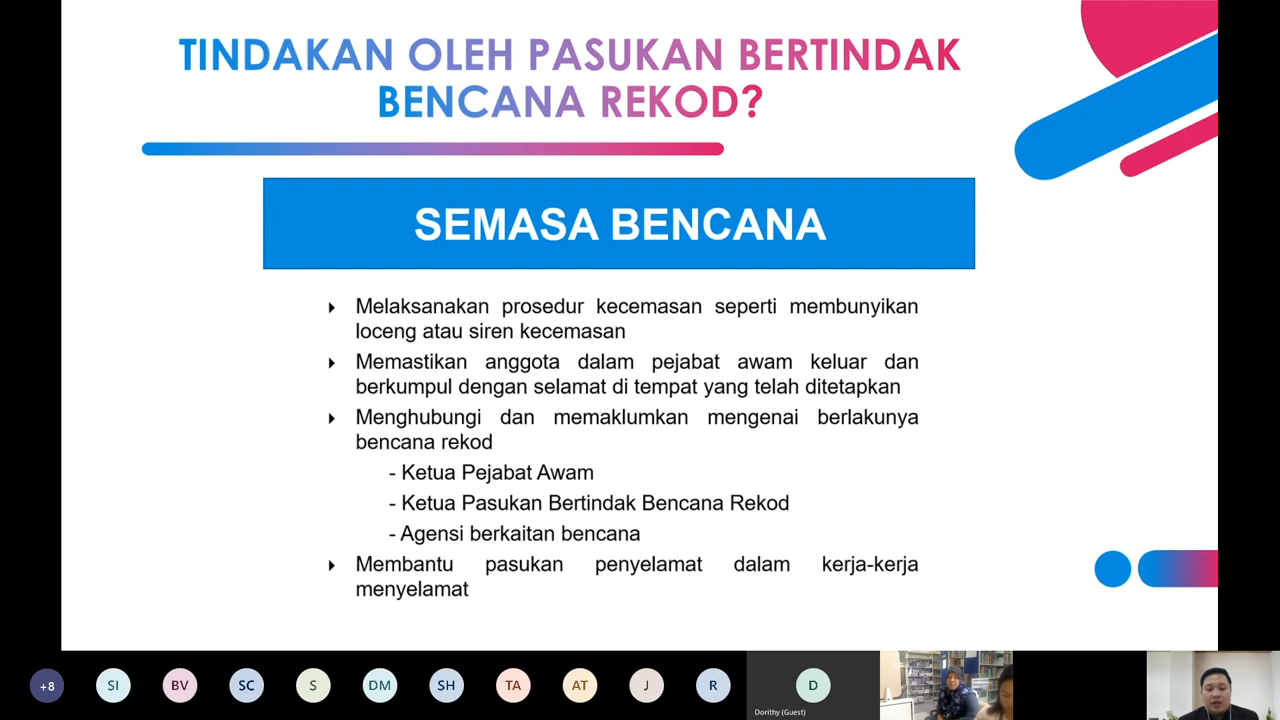 TINDAKAN OLEH PASUKAN BERTINDAK
BENCANA REKOD?
SEMASA BENCANA
Melaksanakan prosedur kecemasan seperti membunyikan
loceng atau siren kecemasan
Memastikan anggota dalam pejabat awam keluar dan
berkumpul dengan selamat di tempat yang telah ditetapkan
Menghubungi dan memaklumkan mengenai berlakunya
bencana rekod
- Ketua Pejabat Awam
- Ketua Pasukan Bertindak Bencana Rekod
- Agensi berkaitan bencana
Membantu pasukan penyelamat dalam kerja-kerja
menyelamat
+8 SI BV SC S DM SH TA AT J R D
Dorithy (Guest)